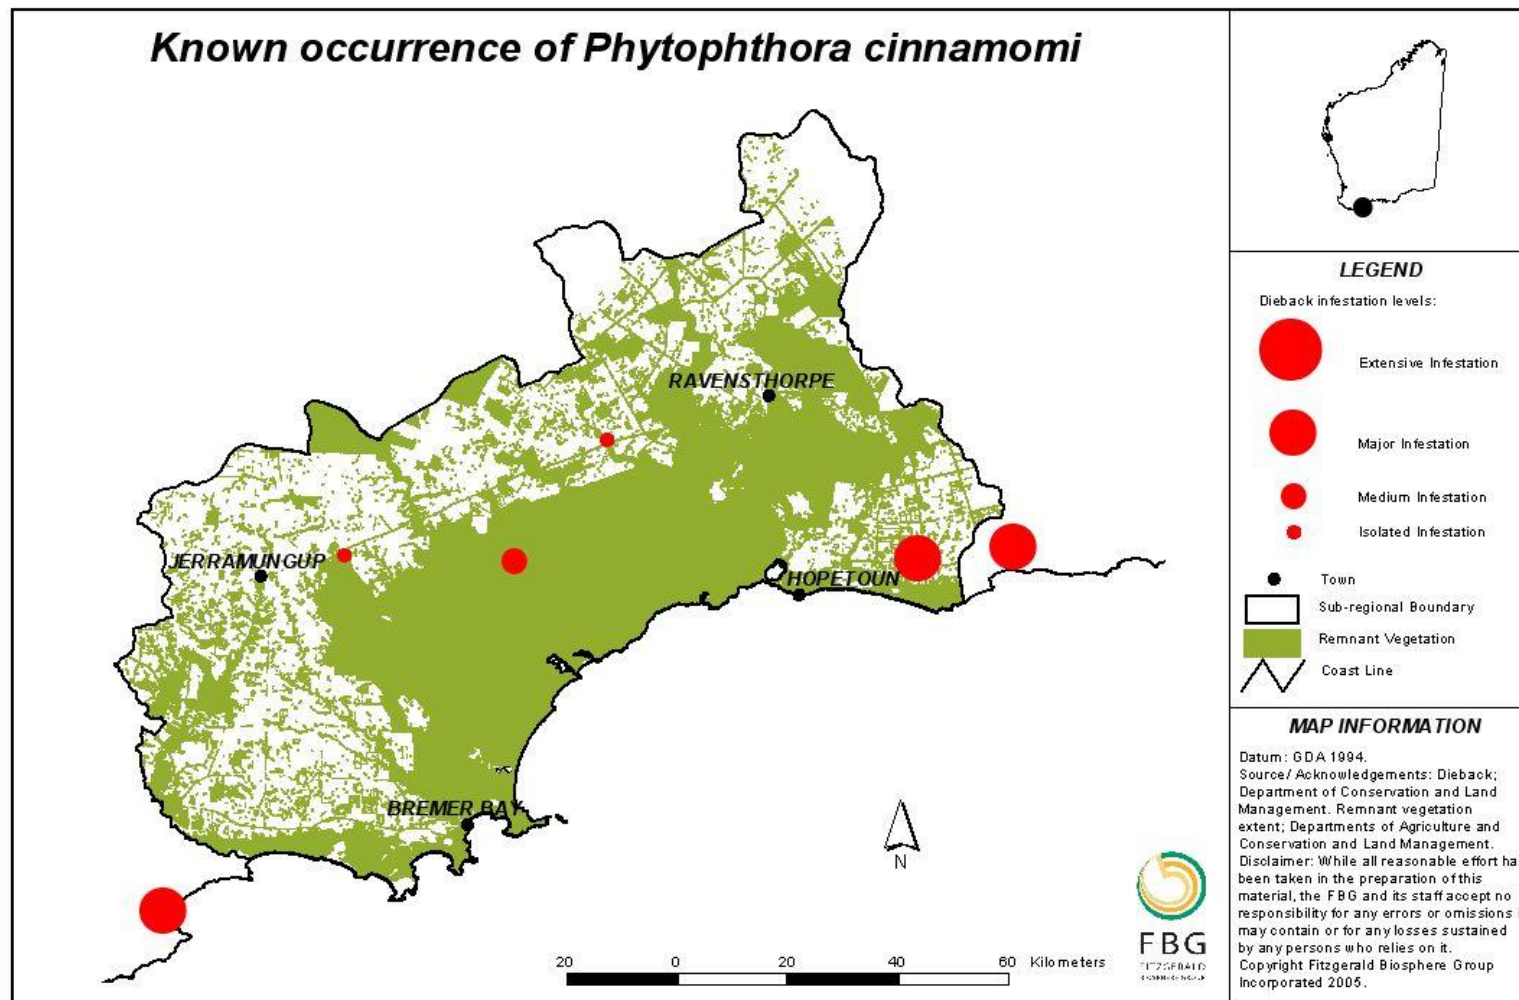 Known occurrence of Phytophthora cinnamomi
RAVENSTHORPE
JERRAMUNGUP
HOPETOUN
BREMER BAY
N
20 0 20 40 60 Kilometers
FBG
FITZGERALD
BIOSPHERE GROUP
LEGEND
Dieback infestation levels:
Extensive Infestation
Major Infestation
Medium Infestation
Isolated Infestation
Town
Sub-regional Boundary
Remnant Vegetation
Coast Line
MAP INFORMATION
Datum: GDA 1994.
Source/ Acknowledgements: Dieback;
Department of Conservation and Land
Management. Remnant vegetation
extent; Departments of Agriculture and
Conservation and Land Management.
Disclaimer: While all reasonable effort ha
been taken in the preparation of this
material, the FBG and its staff accept no
responsibility for any errors or omissions
may contain or for any losses sustained
by any persons who relies on it.
Copyright Fitzgerald Biosphere Group
Incorporated 2005.